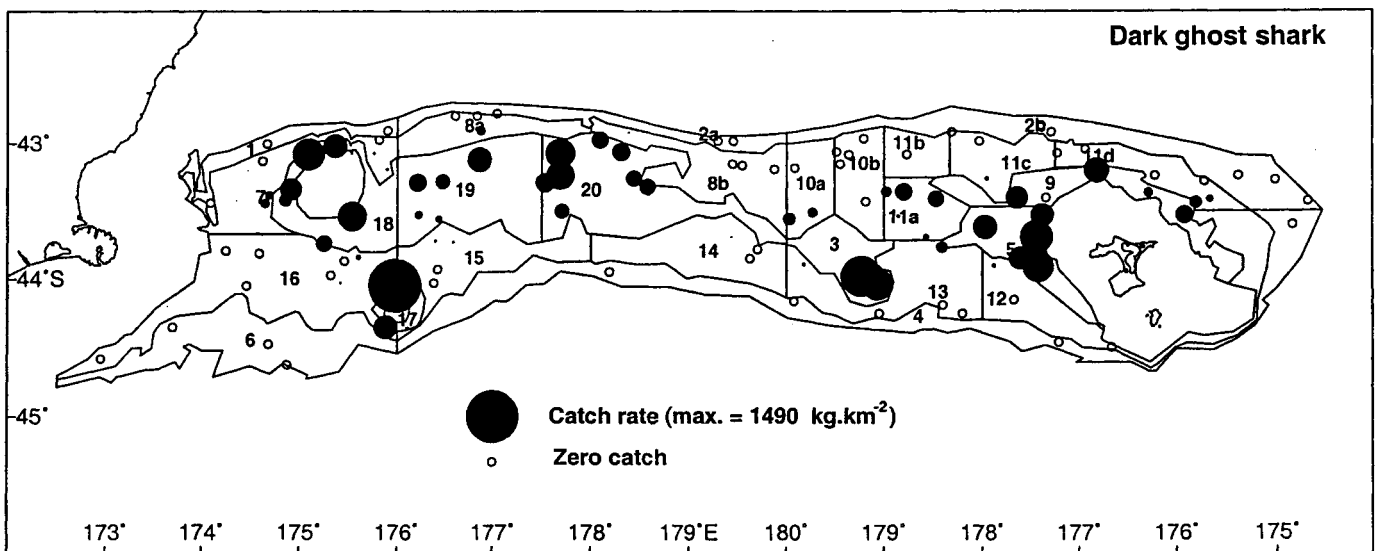 Dark ghost shark
43°
44°S
45°
1
2a
2b
8a
11b
11c
11d
10b
10a
8b
7
18
19
20
9
11a
3
5
16
15
14
13
12
4
17
6
Catch rate (max. = 1490 kg.km-2)
Zero catch
173° 174° 175° 176° 177° 178° 179°E 180° 179° 178° 177° 176° 175°